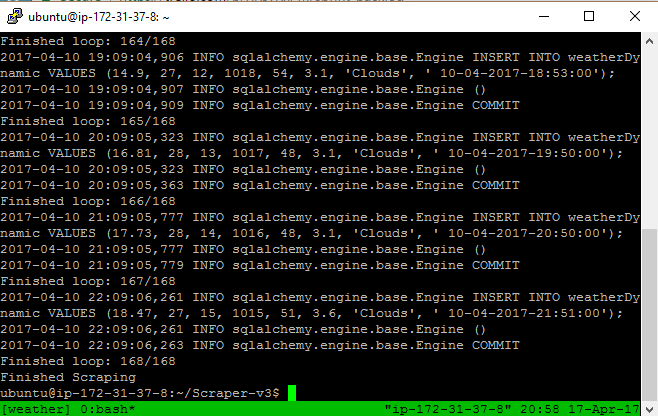 ubuntu@ip-172-31-37-8: ~
Finished loop: 164/168
2017-04-10 19:09:04,906 INFO sqlalchemy.engine.base.Engine INSERT INTO weatherDy
namic VALUES (14.9, 27, 12, 1018, 54, 3.1, 'Clouds', ' 10-04-2017-18:53:00');
2017-04-10 19:09:04,907 INFO sqlalchemy.engine.base.Engine ()
2017-04-10 19:09:04,909 INFO sqlalchemy.engine.base.Engine COMMIT
Finished loop: 165/168
2017-04-10 20:09:05,323 INFO sqlalchemy.engine.base.Engine INSERT INTO weatherDy
namic VALUES (16.81, 28, 13, 1017, 48, 3.1, 'Clouds', ' 10-04-2017-19:50:00');
2017-04-10 20:09:05,323 INFO sqlalchemy.engine.base.Engine ()
2017-04-10 20:09:05,363 INFO sqlalchemy.engine.base.Engine COMMIT
Finished loop: 166/168
2017-04-10 21:09:05,777 INFO sqlalchemy.engine.base.Engine INSERT INTO weatherDy
namic VALUES (17.73, 28, 14, 1016, 48, 3.1, 'Clouds', ' 10-04-2017-20:50:00');
2017-04-10 21:09:05,777 INFO sqlalchemy.engine.base.Engine ()
2017-04-10 21:09:05,779 INFO sqlalchemy.engine.base.Engine COMMIT
Finished loop: 167/168
2017-04-10 22:09:06,261 INFO sqlalchemy.engine.base.Engine INSERT INTO weatherDy
namic VALUES (18.47, 27, 15, 1015, 51, 3.6, 'Clouds', ' 10-04-2017-21:51:00');
2017-04-10 22:09:06,261 INFO sqlalchemy.engine.base.Engine ()
2017-04-10 22:09:06,263 INFO sqlalchemy.engine.base.Engine COMMIT
Finished loop: 168/168
Finished Scraping
ubuntu@ip-172-31-37-8:~/Scraper-v3$
[weather] 0:bash* "ip-172-31-37-8" 20:58 17-Apr-17